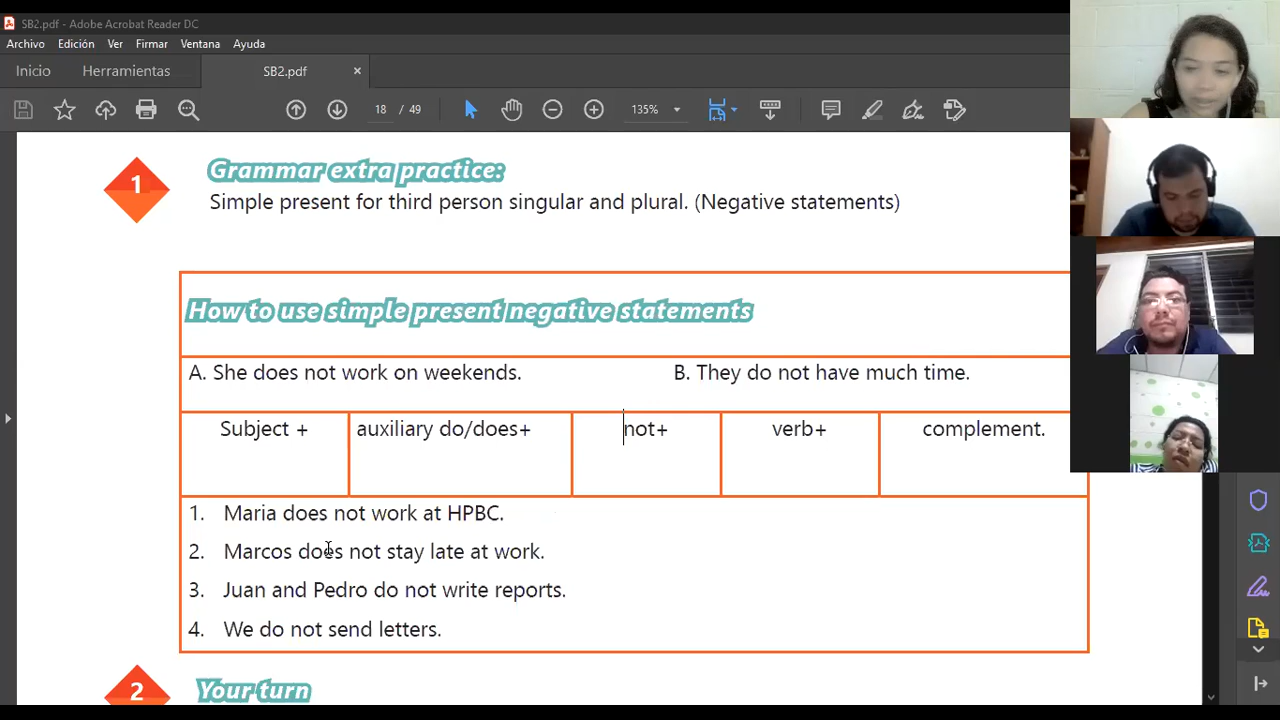 SB2.pdf - Adobe Acrobat Reader DC
Archivo Edición Ver Firmar Ventana Ayuda
Inicio Herramientas SB2.pdf ×
18 / 49 135%
1 Grammar extra practice:
Simple present for third person singular and plural. (Negative statements)
How to use simple present negative statements
A. She does not work on weekends. B. They do not have much time.
Subject + auxiliary do/does+ not+ verb+ complement.
1. Maria does not work at HPBC.
2. Marcos does not stay late at work.
3. Juan and Pedro do not write reports.
4. We do not send letters.
2 Your turn